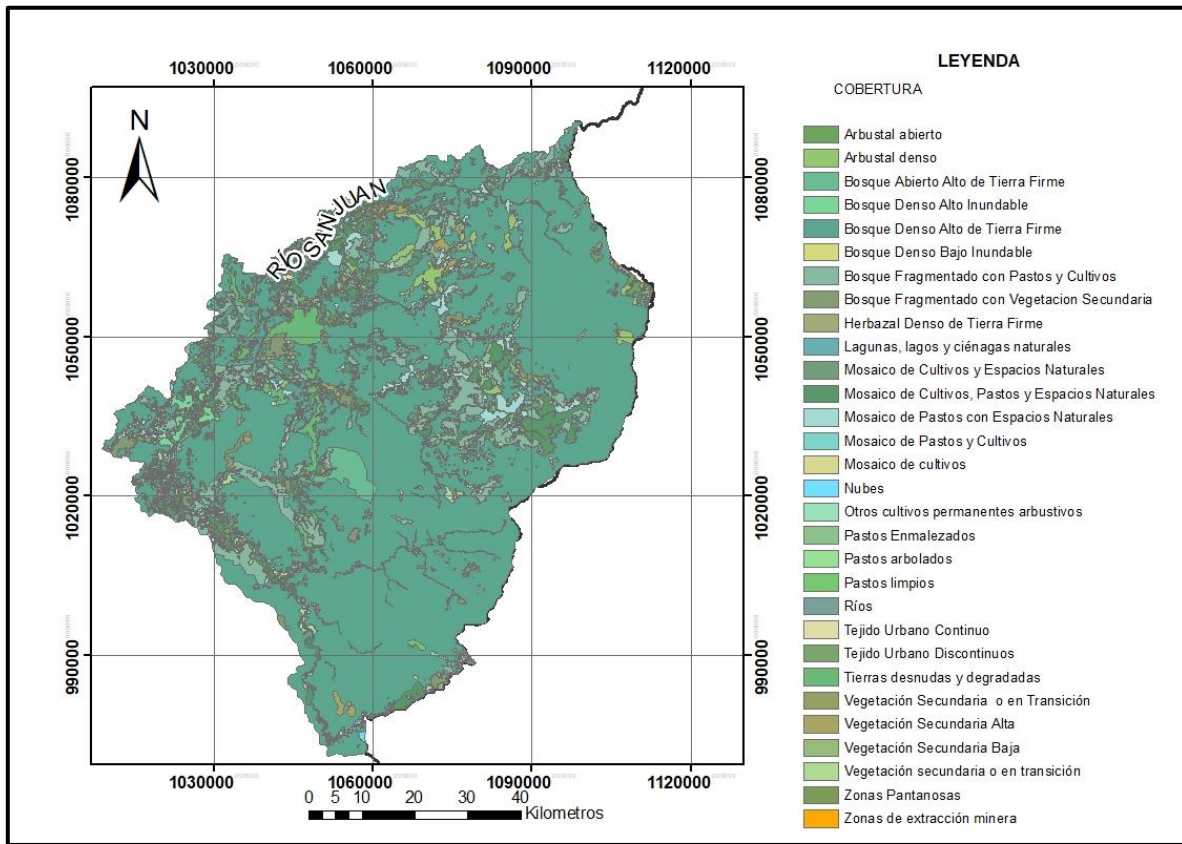 LEYENDA
COBERTURA
1030000 1060000 1090000 1120000
N
RÍO SAN JUAN
1080000 1080000
1050000 1050000
1020000 1020000
990000 990000
1030000 1060000 1090000 1120000
0 5 10 20 30 40
Kilometros
Arbustal abierto
Arbustal denso
Bosque Abierto Alto de Tierra Firme
Bosque Denso Alto Inundable
Bosque Denso Alto de Tierra Firme
Bosque Denso Bajo Inundable
Bosque Fragmentado con Pastos y Cultivos
Bosque Fragmentado con Vegetacion Secundaria
Herbazal Denso de Tierra Firme
Lagunas, lagos y ciénagas naturales
Mosaico de Cultivos y Espacios Naturales
Mosaico de Cultivos, Pastos y Espacios Naturales
Mosaico de Pastos con Espacios Naturales
Mosaico de Pastos y Cultivos
Mosaico de cultivos
Nubes
Otros cultivos permanentes arbustivos
Pastos Enmalezados
Pastos arbolados
Pastos limpios
Ríos
Tejido Urbano Continuo
Tejido Urbano Discontinuos
Tierras desnudas y degradadas
Vegetación Secundaria o en Transición
Vegetación Secundaria Alta
Vegetación Secundaria Baja
Vegetación secundaria o en transición
Zonas Pantanosas
Zonas de extracción minera